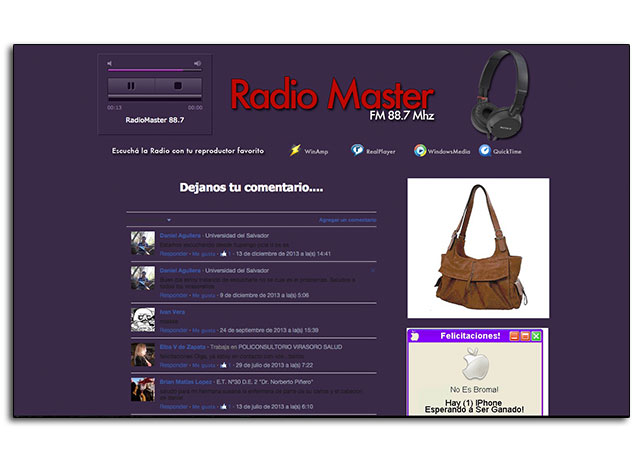 00:13
00:00
RadioMaster 88.7
Radio Master
FM 88.7 Mhz
Escuchá la Radio con tu reproductor favorito
WinAmp
RealPlayer
WindowsMedia
QuickTime
Dejanos tu comentario....
Agregar un comentario
Daniel Aguilera · Universidad del Salvador
Responder · Me gusta · 1 · 13 de diciembre de 2013 a la(s) 14:41
Daniel Aguilera · Universidad del Salvador
Responder · Me gusta · 9 de diciembre de 2013 a la(s) 5:06
Ivan Vera
Responder · Me gusta · 24 de septiembre de 2013 a la(s) 15:39
Elba V de Zapata · Trabaja en POLICONSULTORIO VIRASORO SALUD
Responder · Me gusta · 1 · 29 de julio de 2013 a la(s) 7:22
Brian Matias Lopez · E.T. Nº30 D.E. 2 "Dr. Norberto Piñero"
Responder · Me gusta · 1 · 13 de julio de 2013 a la(s) 6:10
Felicitaciones!
No Es Broma!
Hay (1) IPhone
Esperando à Ser Ganado!